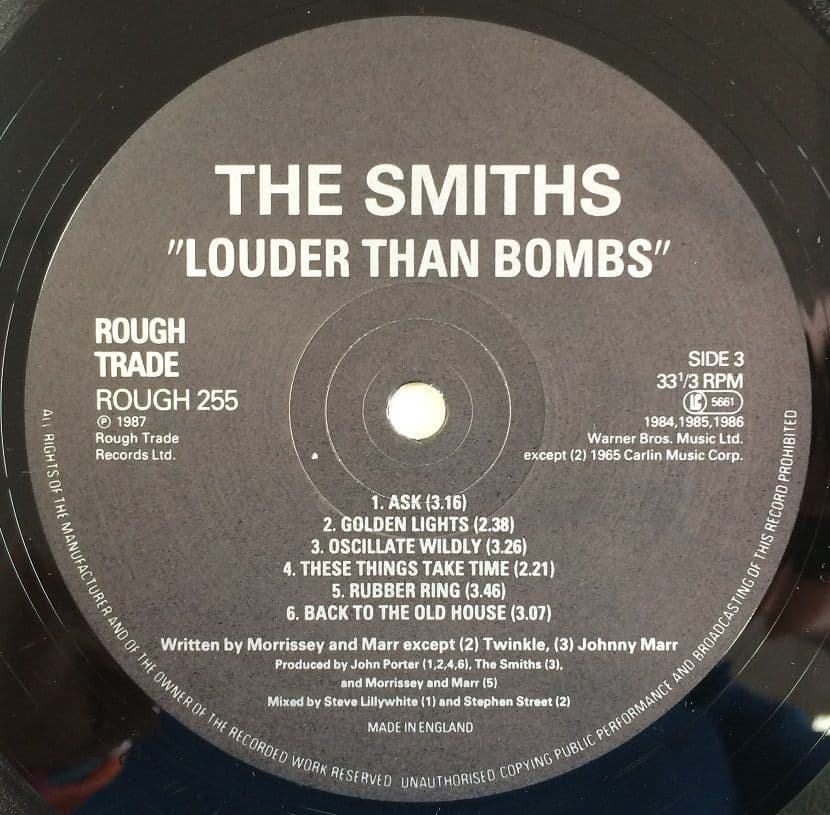 THE SMITHS
"LOUDER THAN BOMBS"
ROUGH
TRADE
ROUGH 255
℗ 1987
Rough Trade
Records Ltd.
SIDE 3
33 1/3 RPM
LC 5661
1984,1985,1986
Warner Bros. Music Ltd.
except (2) 1965 Carlin Music Corp.
1. ASK (3.16)
2. GOLDEN LIGHTS (2.38)
3. OSCILLATE WILDLY (3.26)
4. THESE THINGS TAKE TIME (2.21)
5. RUBBER RING (3.46)
6. BACK TO THE OLD HOUSE (3.07)
Written by Morrissey and Marr except (2) Twinkle, (3) Johnny Marr
Produced by John Porter (1,2,4,6), The Smiths (3),
and Morrissey and Marr (5)
Mixed by Steve Lillywhite (1) and Stephen Street (2)
MADE IN ENGLAND
ALL RIGHTS OF THE MANUFACTURER AND OF THE OWNER OF THE RECORDED WORK RESERVED UNAUTHORISED COPYING PUBLIC PERFORMANCE AND BROADCASTING OF THIS RECORD PROHIBITED